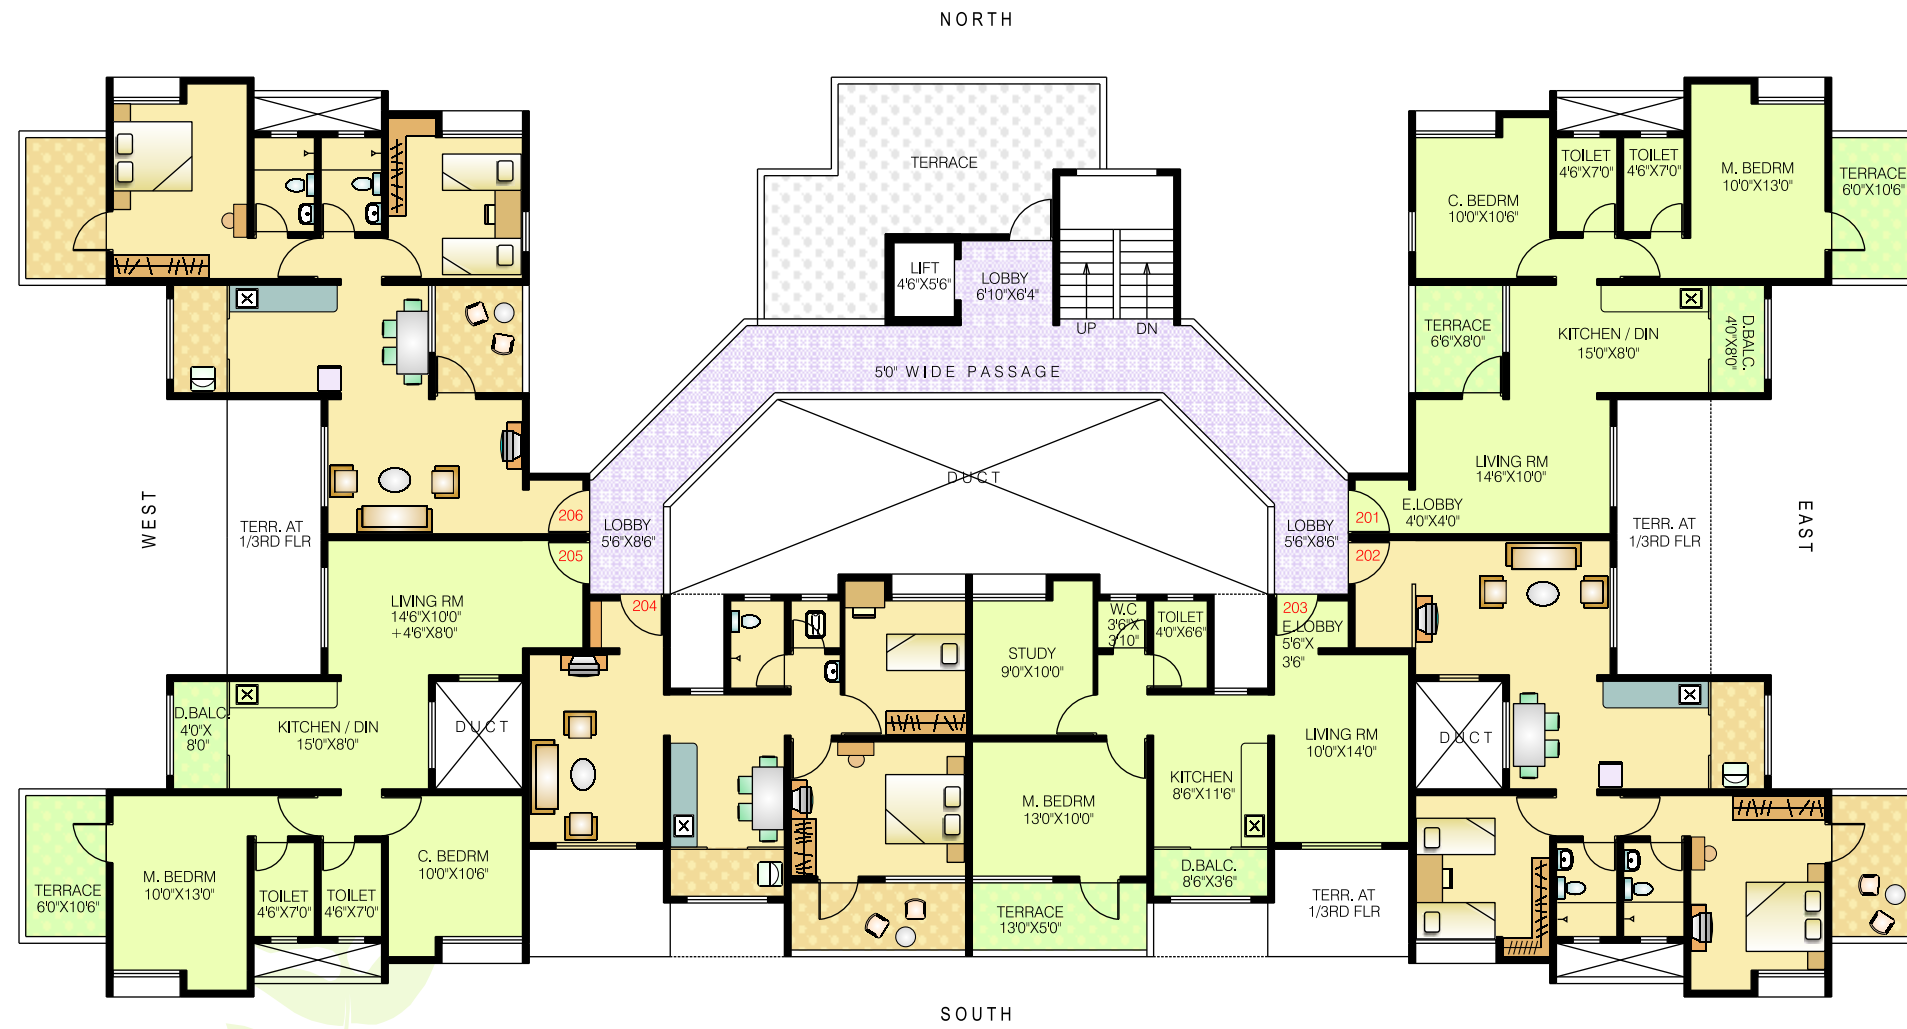 NORTH
TERRACE
LIFT
4'6"X5'6"
LOBBY
6'10"X6'4"
UP
DN
5'0" WIDE PASSAGE
DUCT
TOILET
4'6"X7'0"
TOILET
4'6"X7'0"
M. BEDRM
10'0"X13'0"
TERRACE
6'0"X10'6"
C. BEDRM
10'0"X10'6"
TERRACE
6'6"X8'0"
KITCHEN / DIN
15'0"X8'0"
D.BALC.
4'0"X8'0"
LIVING RM
14'6"X10'0"
E.LOBBY
4'0"X4'0"
201
202
LOBBY
5'6"X8'6"
TERR. AT
1/3RD FLR
EAST
WEST
TERR. AT
1/3RD FLR
206
205
LOBBY
5'6"X8'6"
204
LIVING RM
14'6"X10'0"
+4'6"X8'0"
D.BALC.
4'0"X
8'0"
KITCHEN / DIN
15'0"X8'0"
DUCT
TERRACE
6'0"X10'6"
M. BEDRM
10'0"X13'0"
TOILET
4'6"X7'0"
TOILET
4'6"X7'0"
C. BEDRM
10'0"X10'6"
STUDY
9'0"X10'0"
W.C
3'6"X
3'10"
TOILET
4'0"X6'6"
203
E.LOBBY
5'6"X
3'6"
LIVING RM
10'0"X14'0"
M. BEDRM
13'0"X10'0"
KITCHEN
8'6"X11'6"
D.BALC.
8'6"X3'6"
TERRACE
13'0"X5'0"
TERR. AT
1/3RD FLR
DUCT
SOUTH